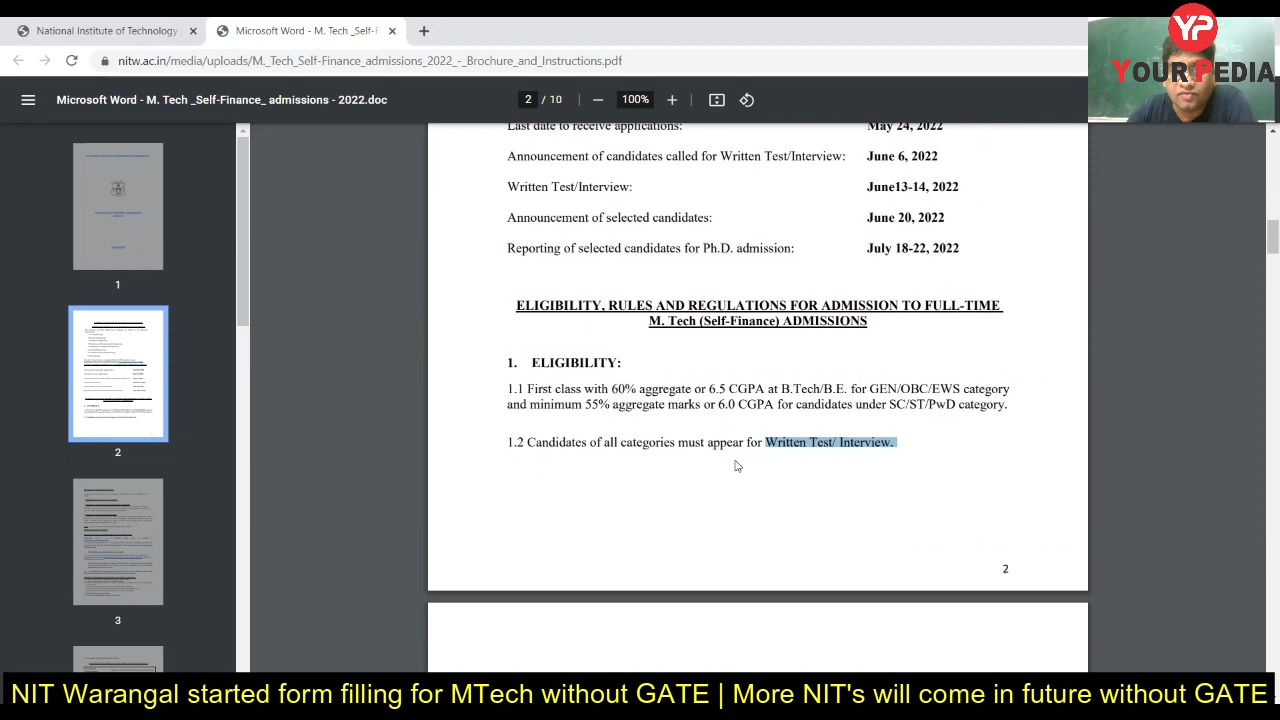 National Institute of Technology
Microsoft Word - M. Tech _Self-F
nitw.ac.in/media/uploads/M._Tech_Self-Finance_admissions_2022_-_Brochure_and_Instructions.pdf
YP
YOUR PEDIA
Microsoft Word - M. Tech _Self-Finance_ admissions - 2022.doc
2 / 10
100%
Last date to receive applications: May 24, 2022
Announcement of candidates called for Written Test/Interview: June 6, 2022
Written Test/Interview: June13-14, 2022
Announcement of selected candidates: June 20, 2022
Reporting of selected candidates for Ph.D. admission: July 18-22, 2022
ELIGIBILITY, RULES AND REGULATIONS FOR ADMISSION TO FULL-TIME
M. Tech (Self-Finance) ADMISSIONS
1. ELIGIBILITY:
1.1 First class with 60% aggregate or 6.5 CGPA at B.Tech/B.E. for GEN/OBC/EWS category
and minimum 55% aggregate marks or 6.0 CGPA for candidates under SC/ST/PwD category.
1.2 Candidates of all categories must appear for Written Test/ Interview.
2
1
2
3
NIT Warangal started form filling for MTech without GATE | More NIT's will come in future without GATE